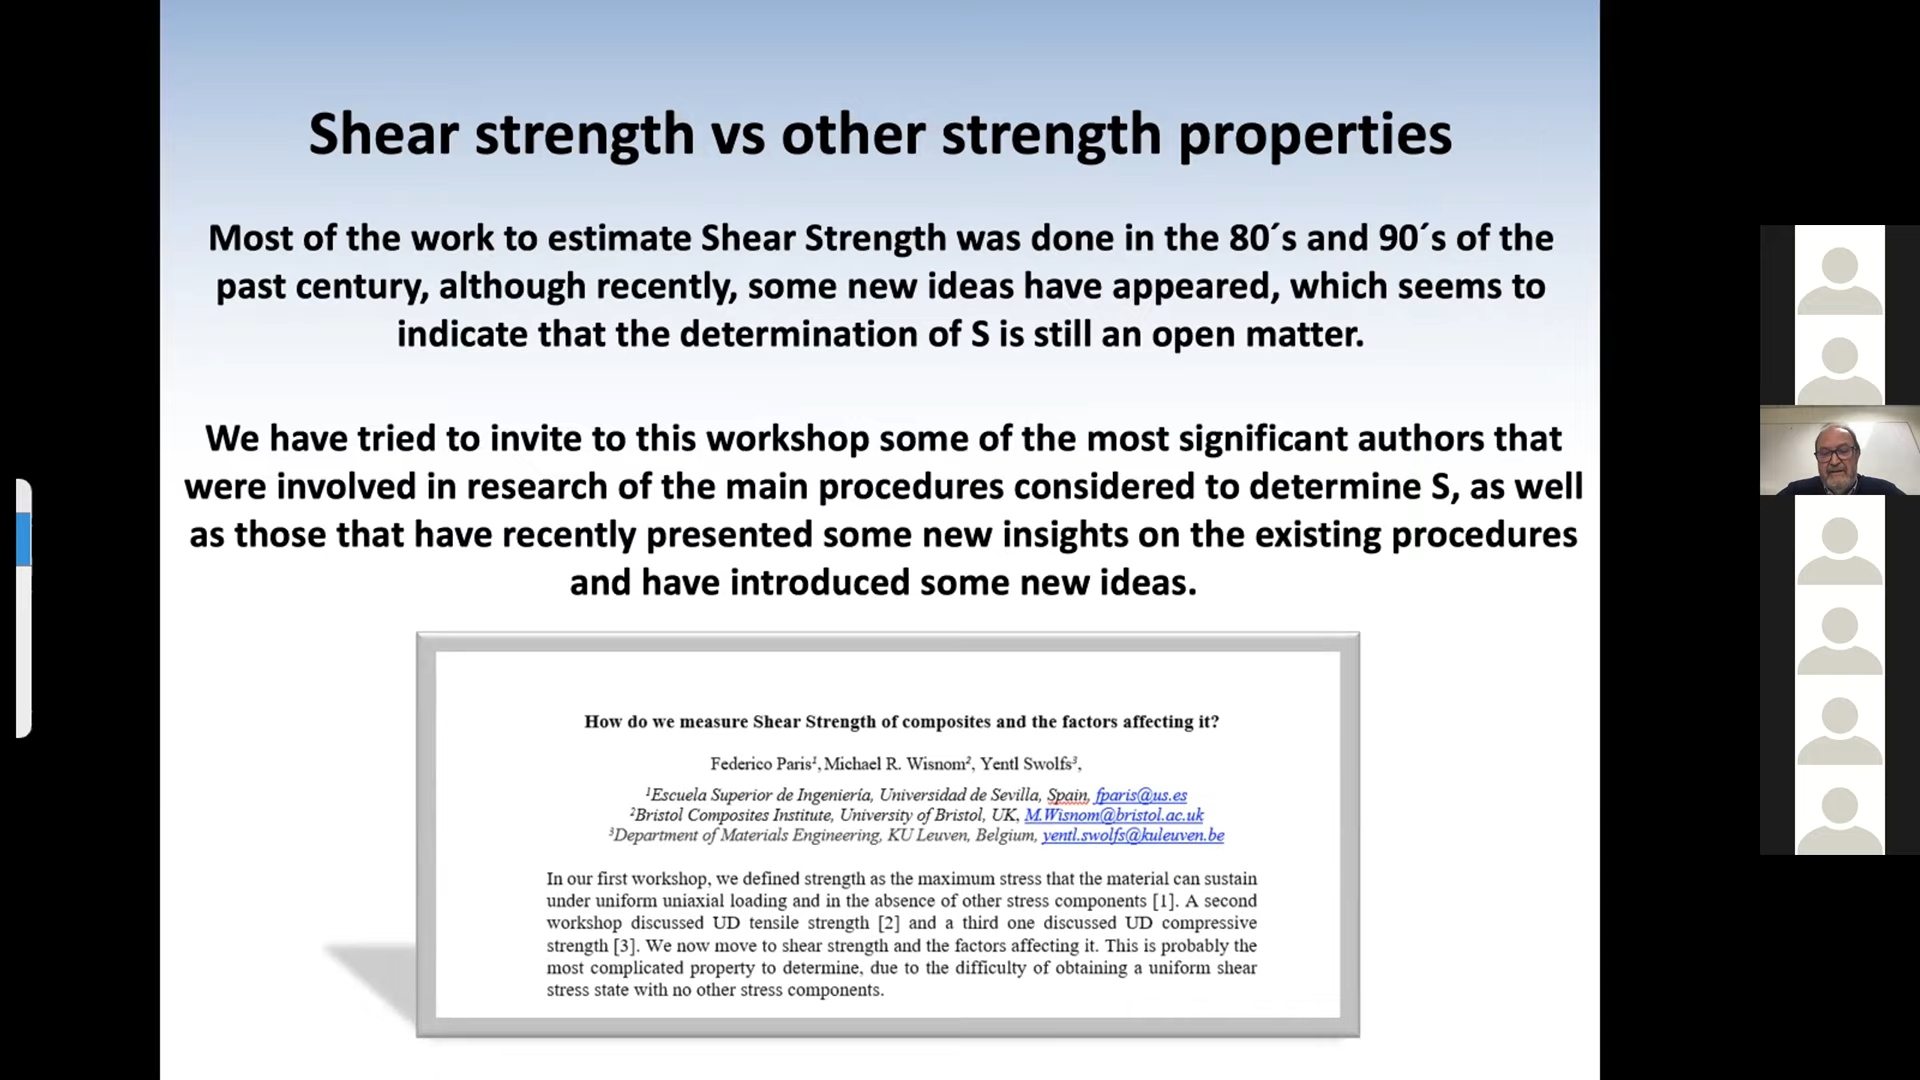 Shear strength vs other strength properties
Most of the work to estimate Shear Strength was done in the 80´s and 90´s of the
past century, although recently, some new ideas have appeared, which seems to
indicate that the determination of S is still an open matter.
We have tried to invite to this workshop some of the most significant authors that
were involved in research of the main procedures considered to determine S, as well
as those that have recently presented some new insights on the existing procedures
and have introduced some new ideas.
How do we measure Shear Strength of composites and the factors affecting it?
Federico Paris¹, Michael R. Wisnom², Yentl Swolfs³,
¹Escuela Superior de Ingeniería, Universidad de Sevilla, Spain, fparis@us.es
²Bristol Composites Institute, University of Bristol, UK, M.Wisnom@bristol.ac.uk
³Department of Materials Engineering, KU Leuven, Belgium, yentl.swolfs@kuleuven.be
In our first workshop, we defined strength as the maximum stress that the material can sustain
under uniform uniaxial loading and in the absence of other stress components [1]. A second
workshop discussed UD tensile strength [2] and a third one discussed UD compressive
strength [3]. We now move to shear strength and the factors affecting it. This is probably the
most complicated property to determine, due to the difficulty of obtaining a uniform shear
stress state with no other stress components.